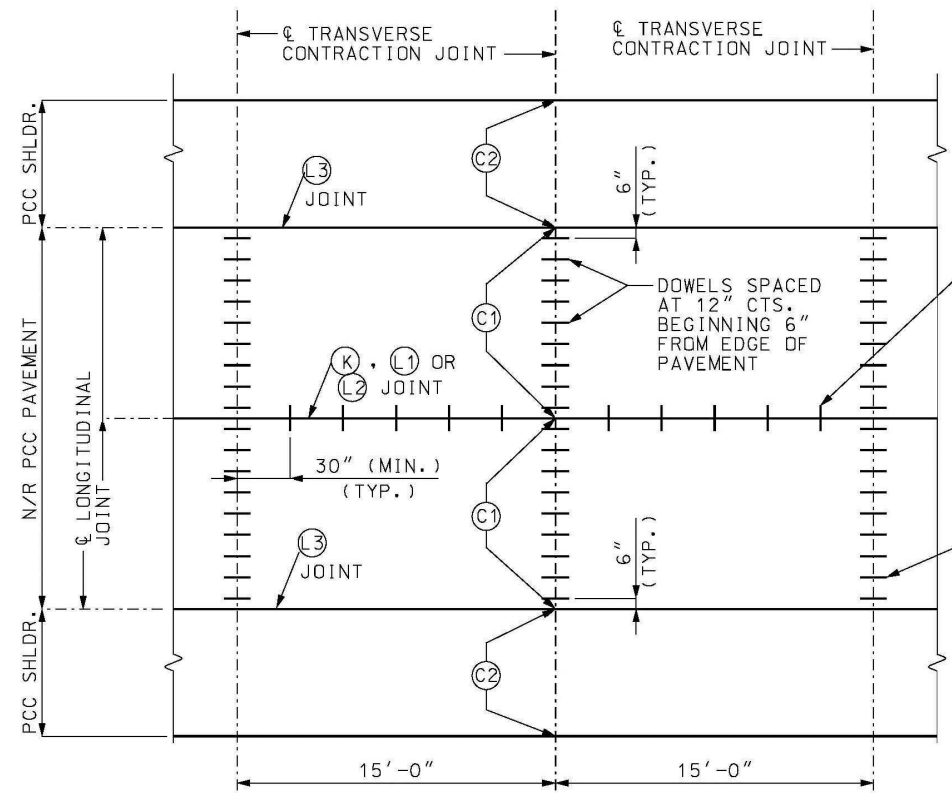 ℄ TRANSVERSE
CONTRACTION JOINT
℄ TRANSVERSE
CONTRACTION JOINT
PCC SHLDR.
C2
6"
(TYP.)
L3
JOINT
DOWELS SPACED
AT 12" CTS.
BEGINNING 6"
FROM EDGE OF
PAVEMENT
C1
K , L1 OR
L2 JOINT
N/R PCC PAVEMENT
℄ LONGITUDINAL
JOINT
30" (MIN.)
(TYP.)
C1
L3
JOINT
6"
(TYP.)
PCC SHLDR.
C2
15'-0"
15'-0"